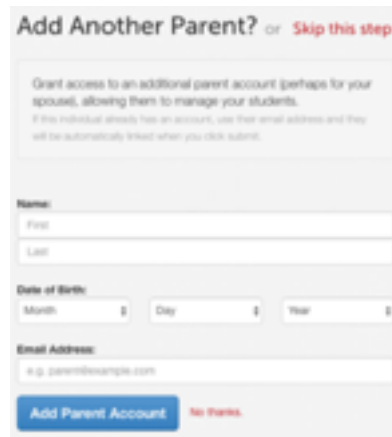 Add Another Parent? or Skip this step
Grant access to an additional parent account (perhaps for your
spouse), allowing them to manage your students.
If this individual already has an account, use their email address and they
will be automatically linked when you click submit.
Name:
First
Last
Date of Birth:
Month Day Year
Email Address:
e.g. parent@example.com
Add Parent Account No thanks.